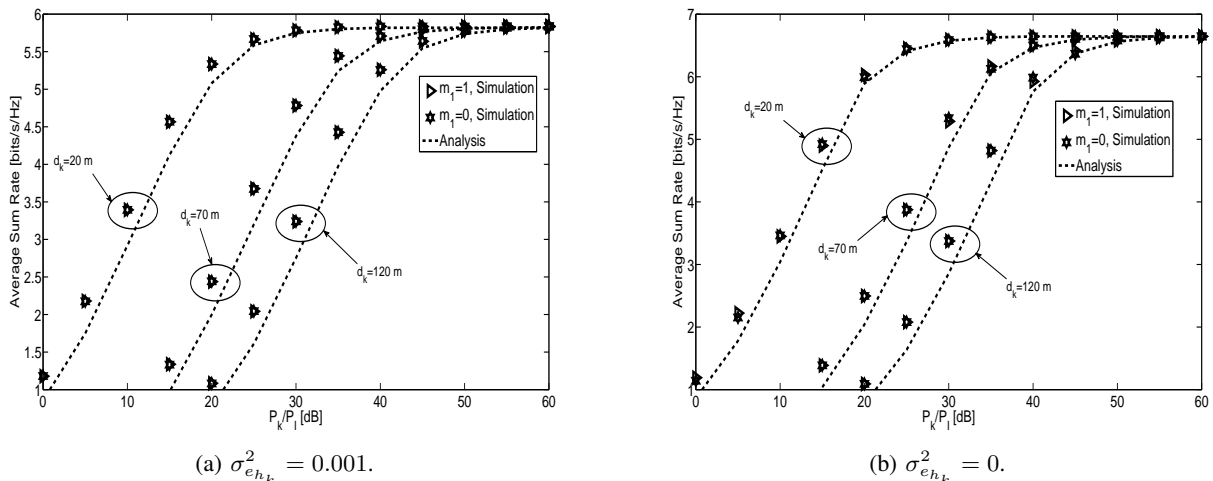 6
5.5
5
4.5
4
3.5
3
2.5
2
1.5
1
0 10 20 30 40 50 60
Average Sum Rate [bits/s/Hz]
P_k/P_I [dB]
m_1=1, Simulation
m_1=0, Simulation
Analysis
d_k=20 m
d_k=70 m
d_k=120 m
(a) σ²_{e_{h_k}} = 0.001.
7
6
5
4
3
2
1
0 10 20 30 40 50 60
Average Sum Rate [bits/s/Hz]
P_k/P_I [dB]
m_1=1, Simulation
m_1=0, Simulation
Analysis
d_k=20 m
d_k=70 m
d_k=120 m
(b) σ²_{e_{h_k}} = 0.